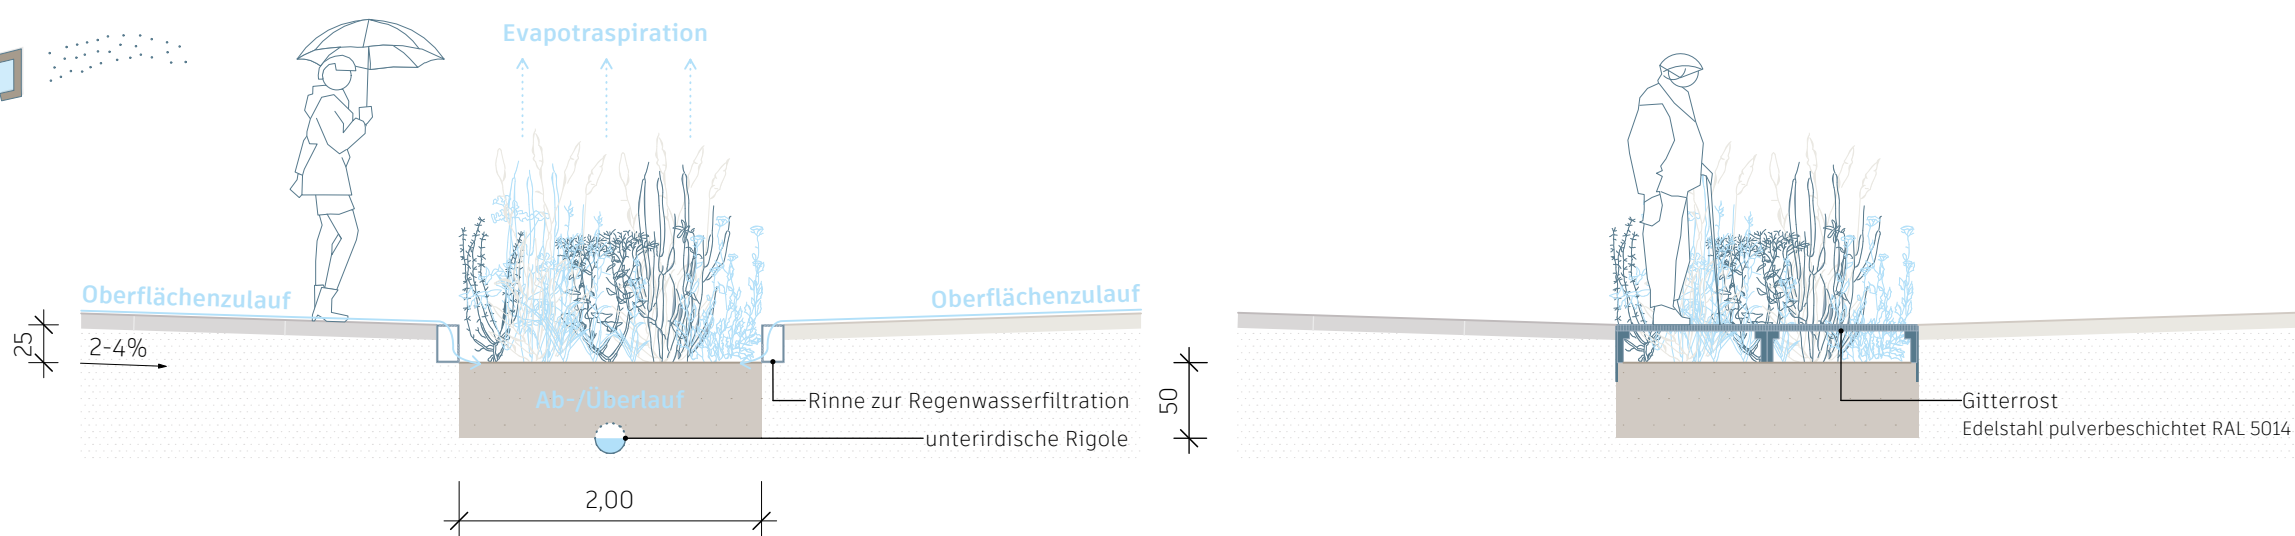 Evapotraspiration
Oberflächenzulauf
Oberflächenzulauf
25
2-4%
Ab-/Überlauf
Rinne zur Regenwasserfiltration
unterirdische Rigole
2,00
50
Gitterrost
Edelstahl pulverbeschichtet RAL 5014